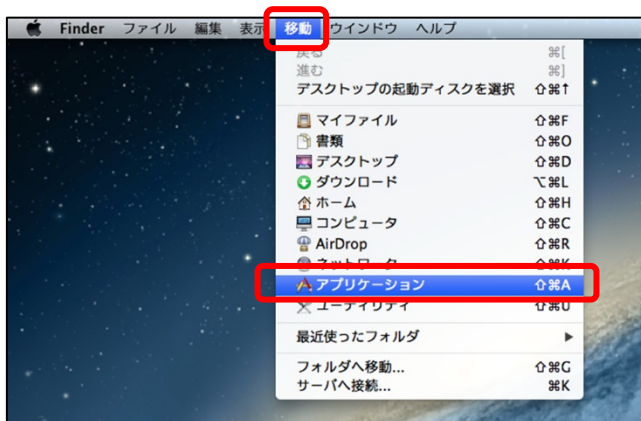 Finder ファイル 編集 表示 移動 ウインドウ ヘルプ
戻る ⌘[
進む ⌘]
デスクトップの起動ディスクを選択 ⇧⌘↑
マイファイル ⇧⌘F
書類 ⇧⌘O
デスクトップ ⇧⌘D
ダウンロード ⌥⌘L
ホーム ⇧⌘H
コンピュータ ⇧⌘C
AirDrop ⇧⌘R
ネットワーク ⇧⌘K
アプリケーション ⇧⌘A
ユーティリティ ⇧⌘U
最近使ったフォルダ ▶
フォルダへ移動... ⇧⌘G
サーバへ接続... ⌘K